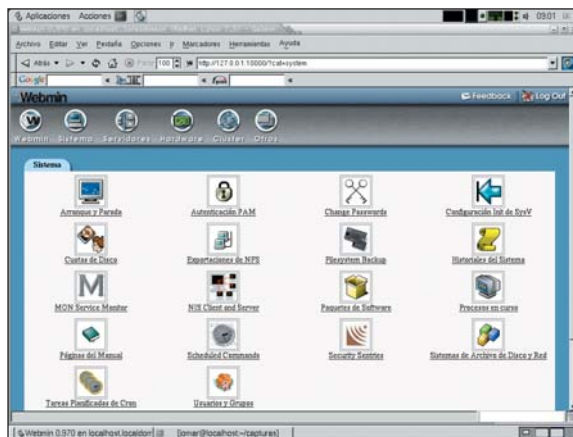 Aplicaciones Acciones 09:01
Archivo Editar Ver Pestaña Opciones Ir Marcadores Herramientas Ayuda
Atrás 100 http://127.0.0.1:10000/?cat=system
Google
Webmin Feedback Log Out
Webmin Sistema Servidores Hardware Cluster Otros
Sistema
Arranque y Parada Autenticación PAM Change Passwords Configuración Init de SysV
Cuotas de Disco Exportaciones de NFS Filesystem Backup Historiales del Sistema
MON Service Monitor NIS Client and Server Paquetes de Software Procesos en curso
Páginas del Manual Scheduled Commands Security Sentries Sistemas de Archivo de Disco y Red
Tareas Planificadas de Cron Usuarios y Grupos
Webmin 0.970 en localhost.localdom [jomar@localhost:~/captures]